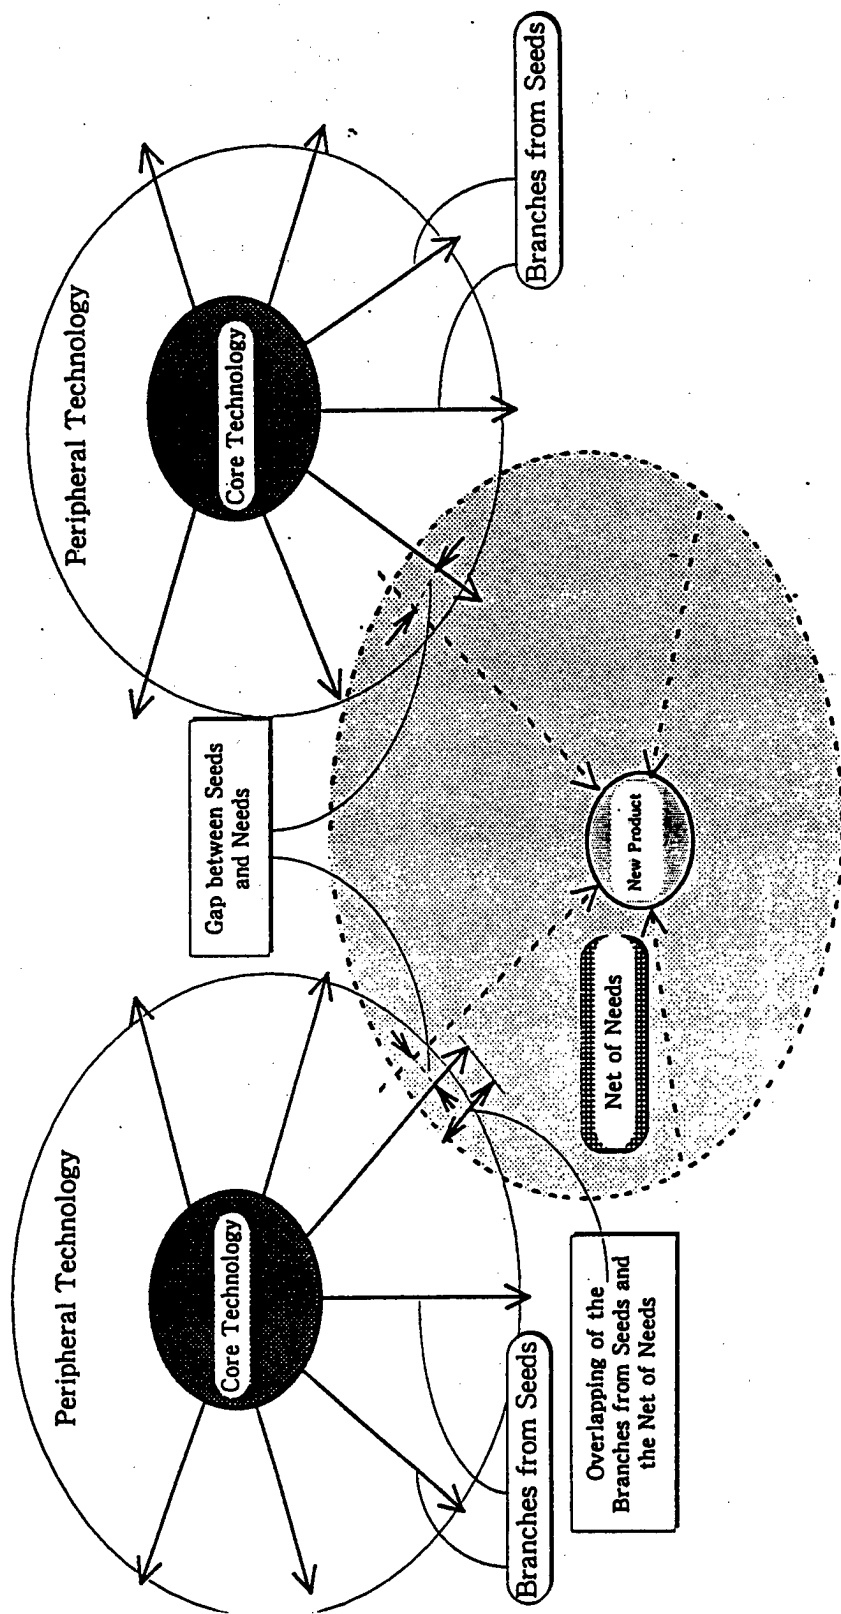 Peripheral Technology
Core Technology
Branches from Seeds
Overlapping of the
Branches from Seeds and
the Net of Needs
Gap between Seeds
and Needs
Net of Needs
New Product
Peripheral Technology
Core Technology
Branches from Seeds